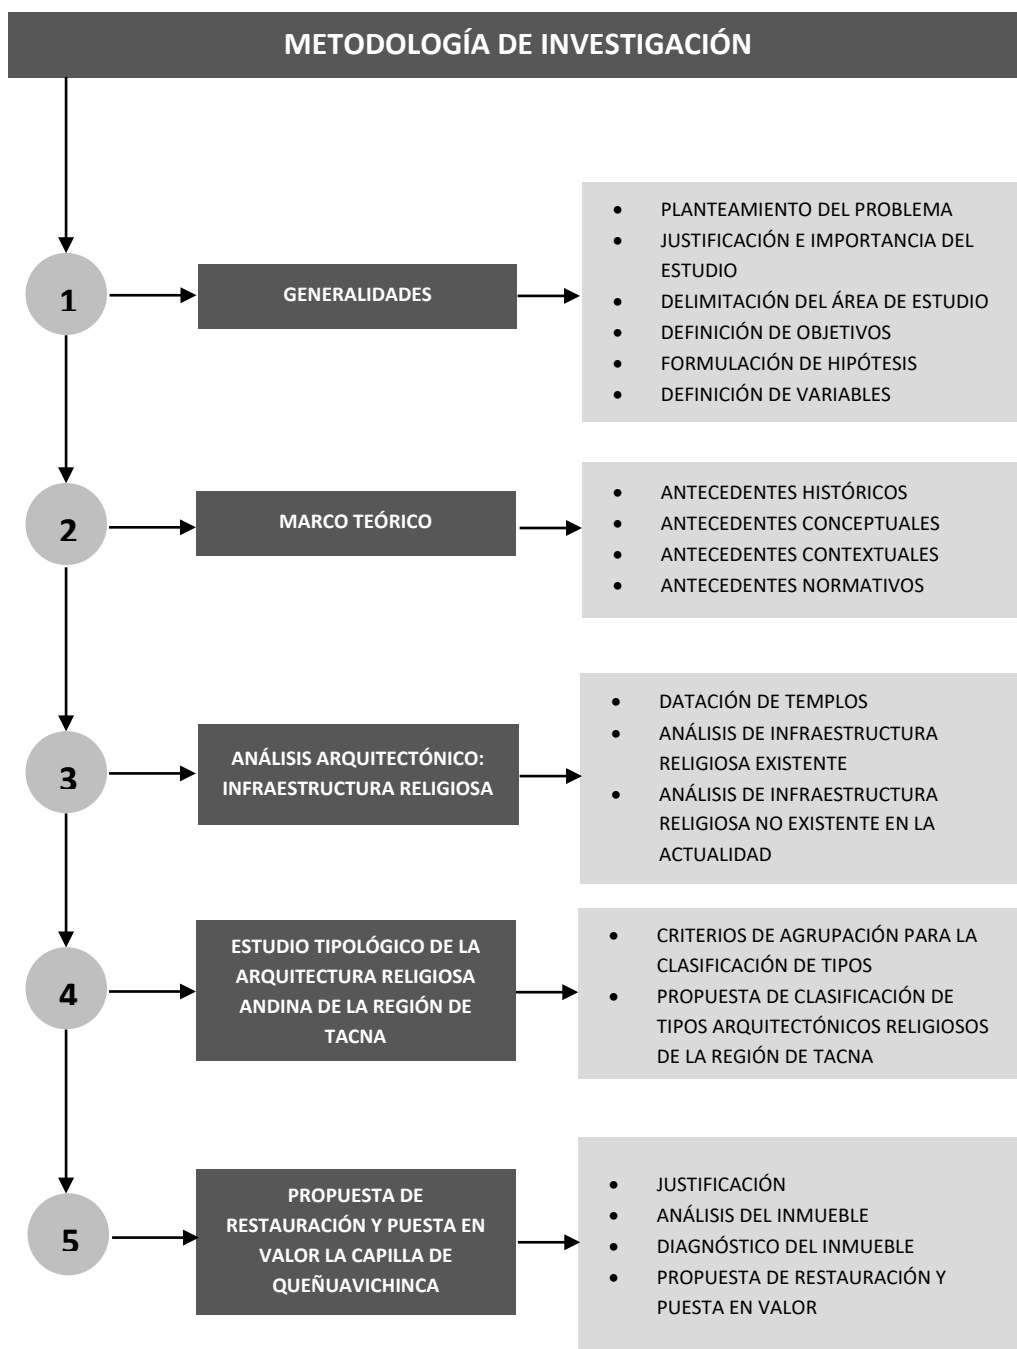 METODOLOGÍA DE INVESTIGACIÓN
1
GENERALIDADES
• PLANTEAMIENTO DEL PROBLEMA
• JUSTIFICACIÓN E IMPORTANCIA DEL
ESTUDIO
• DELIMITACIÓN DEL ÁREA DE ESTUDIO
• DEFINICIÓN DE OBJETIVOS
• FORMULACIÓN DE HIPÓTESIS
• DEFINICIÓN DE VARIABLES
2
MARCO TEÓRICO
• ANTECEDENTES HISTÓRICOS
• ANTECEDENTES CONCEPTUALES
• ANTECEDENTES CONTEXTUALES
• ANTECEDENTES NORMATIVOS
3
ANÁLISIS ARQUITECTÓNICO:
INFRAESTRUCTURA RELIGIOSA
• DATACIÓN DE TEMPLOS
• ANÁLISIS DE INFRAESTRUCTURA
RELIGIOSA EXISTENTE
• ANÁLISIS DE INFRAESTRUCTURA
RELIGIOSA NO EXISTENTE EN LA
ACTUALIDAD
4
ESTUDIO TIPOLÓGICO DE LA
ARQUITECTURA RELIGIOSA
ANDINA DE LA REGIÓN DE
TACNA
• CRITERIOS DE AGRUPACIÓN PARA LA
CLASIFICACIÓN DE TIPOS
• PROPUESTA DE CLASIFICACIÓN DE
TIPOS ARQUITECTÓNICOS RELIGIOSOS
DE LA REGIÓN DE TACNA
5
PROPUESTA DE
RESTAURACIÓN Y PUESTA EN
VALOR LA CAPILLA DE
QUEÑUAVICHINCA
• JUSTIFICACIÓN
• ANÁLISIS DEL INMUEBLE
• DIAGNÓSTICO DEL INMUEBLE
• PROPUESTA DE RESTAURACIÓN Y
PUESTA EN VALOR